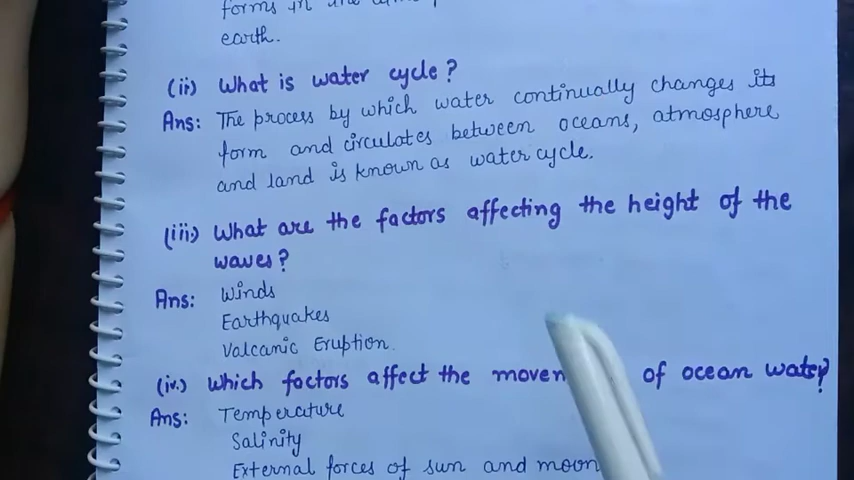 forms in
earth.
(ii) What is water cycle?
Ans: The process by which water continually changes its
form and circulates between oceans, atmosphere
and land is known as water cycle.
(iii) What are the factors affecting the height of the
waves?
Ans: Winds
Earthquakes
Valcanic Eruption.
(iv.) Which factors affect the of ocean water?
Ans: Temperature
Salinity
External forces of sun and moon